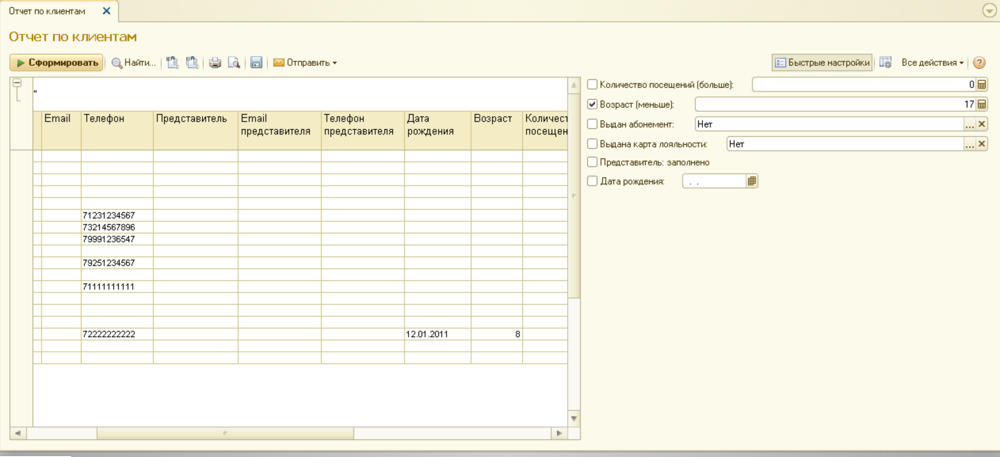 Отчет по клиентам
Отчет по клиентам
Сформировать Найти... Отправить Быстрые настройки Все действия
"
Email Телефон Представитель Email представителя Телефон представителя Дата рождения Возраст Количест посещен
71231234567
73214567896
79991236547
79251234567
71111111111
72222222222 12.01.2011 8
Количество посещений (больше): 0
Возраст (меньше): 17
Выдан абонемент: Нет ...
Выдана карта лояльности: Нет ...
Представитель: заполнено
Дата рождения: . .